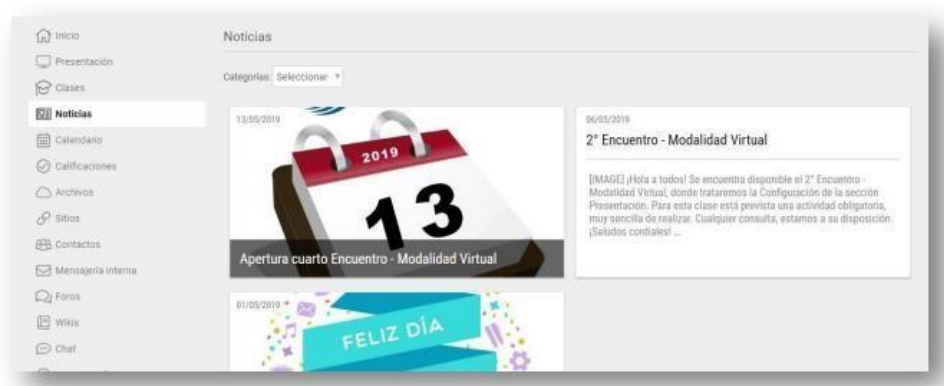 Inicio
Presentación
Clases
Noticias
Calendario
Calificaciones
Archivos
Sitios
Contactos
Mensajería interna
Foros
Wikis
Chat
Noticias
Categorías: Seleccionar
13/05/2019
2019
13
Apertura cuarto Encuentro - Modalidad Virtual
06/05/2019
2° Encuentro - Modalidad Virtual
[IMAGE] ¡Hola a todos! Se encuentra disponible el 2° Encuentro -
Modalidad Virtual, donde trataremos la Configuración de la sección
Presentación. Para esta clase está prevista una actividad obligatoria,
muy sencilla de realizar. Cualquier consulta, estamos a su disposición.
¡Saludos cordiales! ...
01/05/2019
FELIZ DÍA